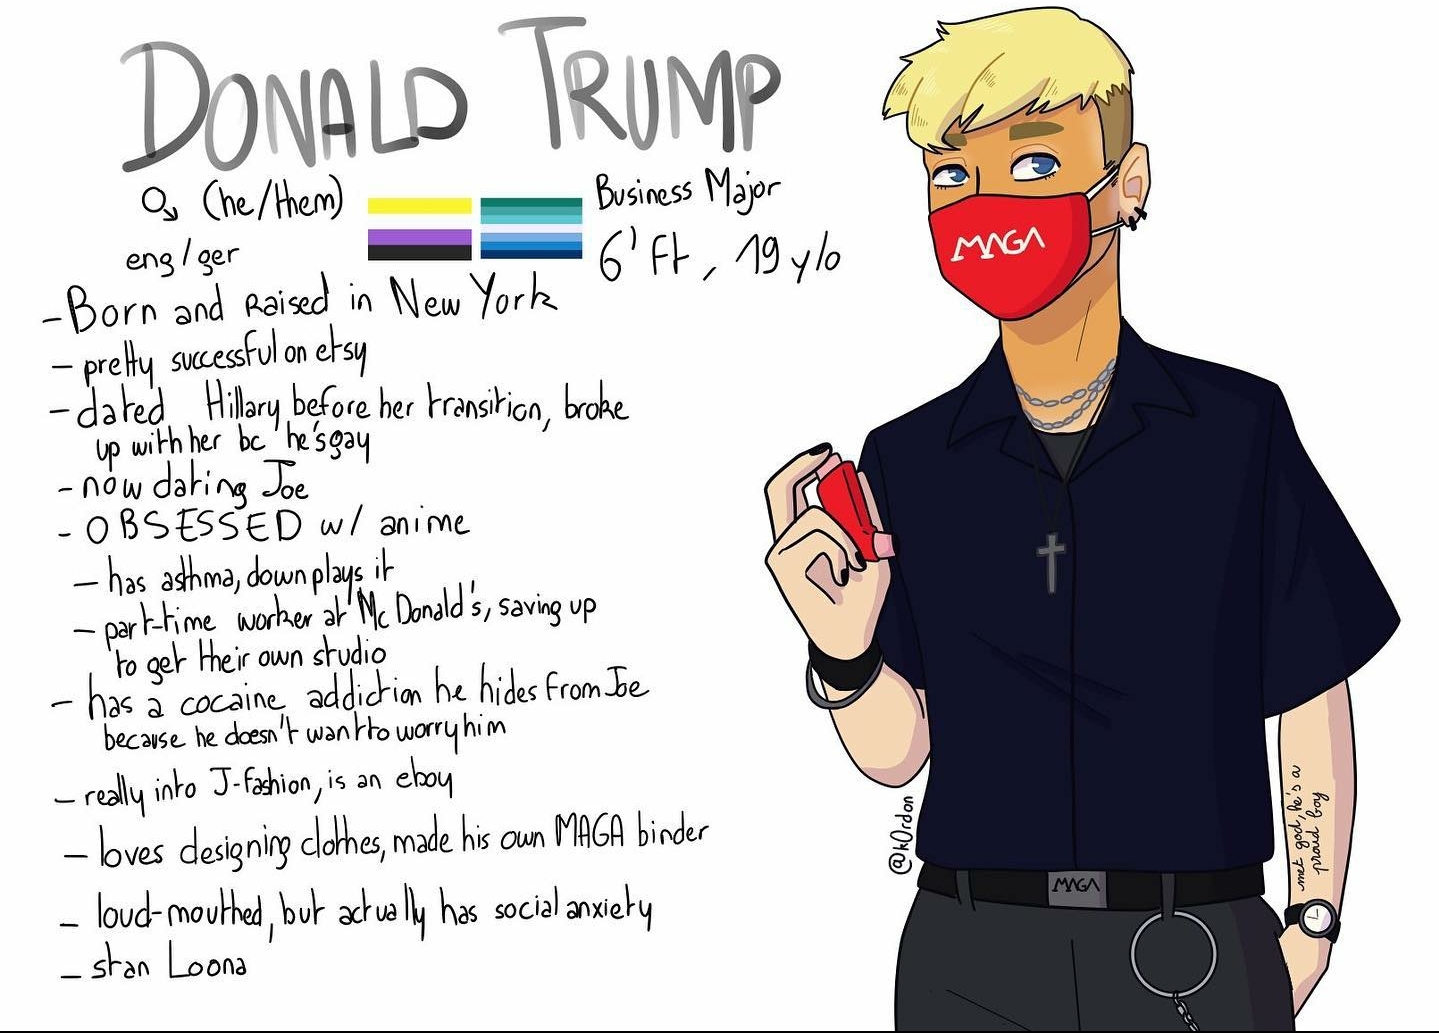 DONALD TRUMP
(he/them)
Business Major
eng/ger
6' Ft, 19 y/o
- Born and Raised in New York
- pretty successful on etsy
- dated Hillary before her transition, broke
up with her bc he's gay
- now dating Joe
- OBSESSED w/ anime
- has asthma, downplays it
- part-time worker at McDonald's, saving up
to get their own studio
- has a cocaine addiction he hides from Joe
because he doesn't want to worry him
- really into J-fashion, is an eboy
- loves designing clothes, made his own MAGA binder
- loud-mouthed, but actually has social anxiety
- stan Loona
MAGA
@k0rdon
met god, he's a
proud boy
MAGA